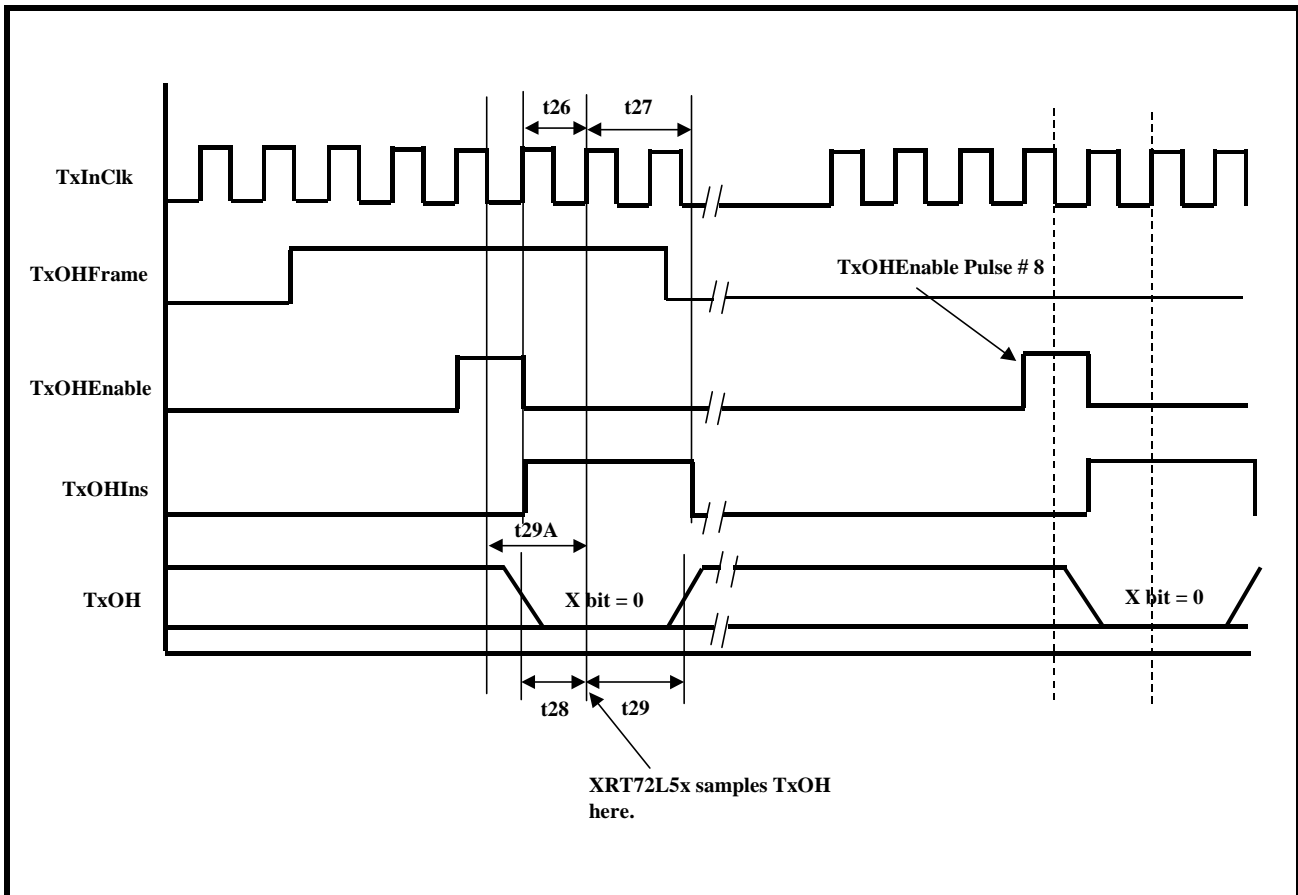 t26
t27
TxInClk
TxOHFrame
TxOHEnable Pulse # 8
TxOHEnable
TxOHIns
t29A
TxOH
X bit = 0
X bit = 0
t28
t29
XRT72L5x samples TxOH
here.